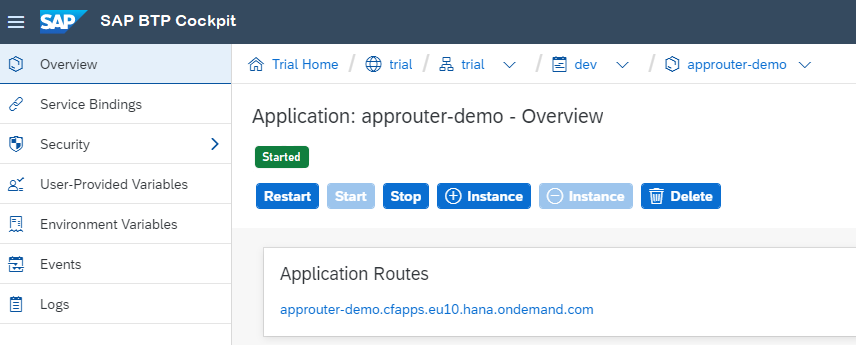 SAP SAP BTP Cockpit
Overview
Service Bindings
Security
User-Provided Variables
Environment Variables
Events
Logs
Trial Home / trial / trial / dev / approuter-demo
Application: approuter-demo - Overview
Started
Restart Start Stop Instance Instance Delete
Application Routes
approuter-demo.cfapps.eu10.hana.ondemand.com